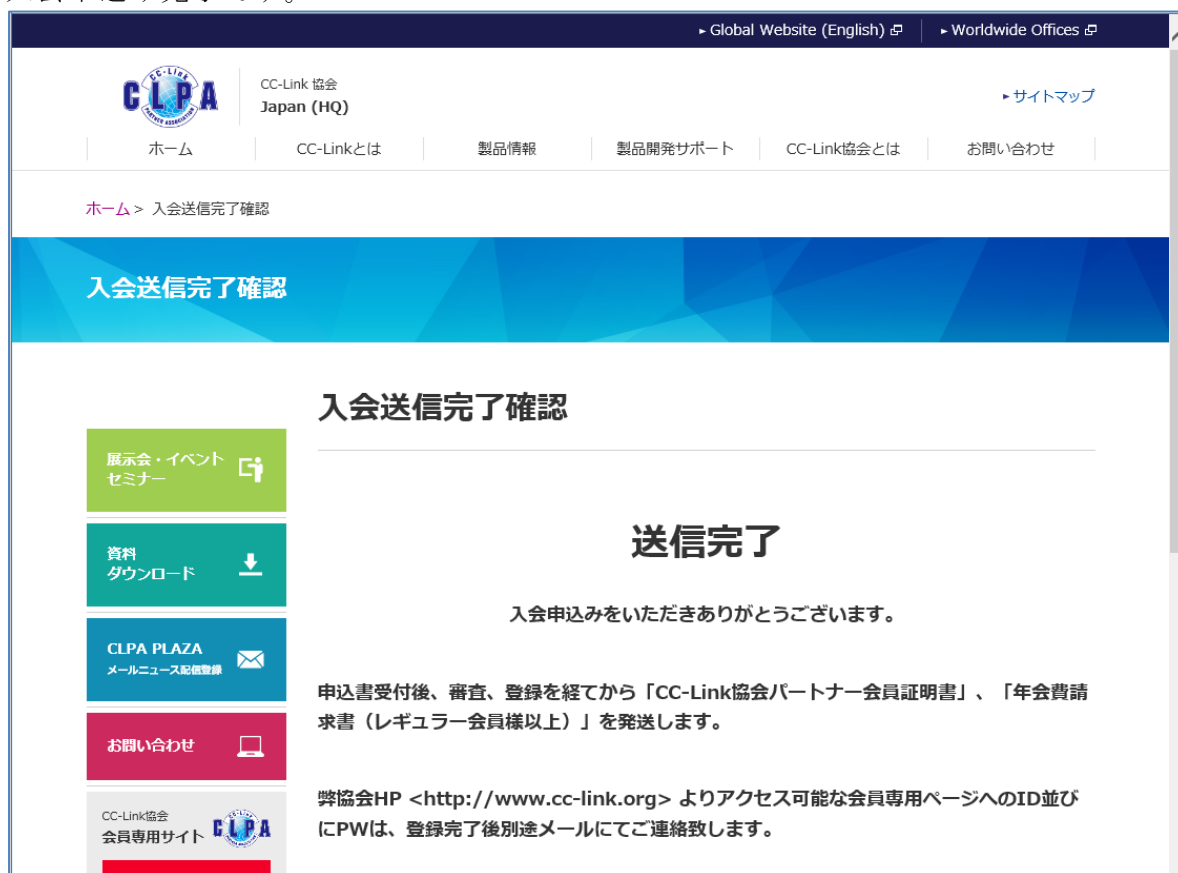 ► Global Website (English)
► Worldwide Offices
CC-Link
CLPA
PARTNER ASSOCIATION
CC-Link 協会
Japan (HQ)
► サイトマップ
ホーム
CC-Linkとは
製品情報
製品開発サポート
CC-Link協会とは
お問い合わせ
ホーム > 入会送信完了確認
入会送信完了確認
入会送信完了確認
展示会・イベント
セミナー
資料
ダウンロード
CLPA PLAZA
メールニュース配信登録
お問い合わせ
CC-Link協会
会員専用サイト
CLPA
送信完了
入会申込みをいただきありがとうございます。
申込書受付後、審査、登録を経てから「CC-Link協会パートナー会員証明書」、「年会費請
求書（レギュラー会員様以上）」を発送します。
弊協会HP <http://www.cc-link.org> よりアクセス可能な会員専用ページへのID並び
にPWは、登録完了後別途メールにてご連絡致します。